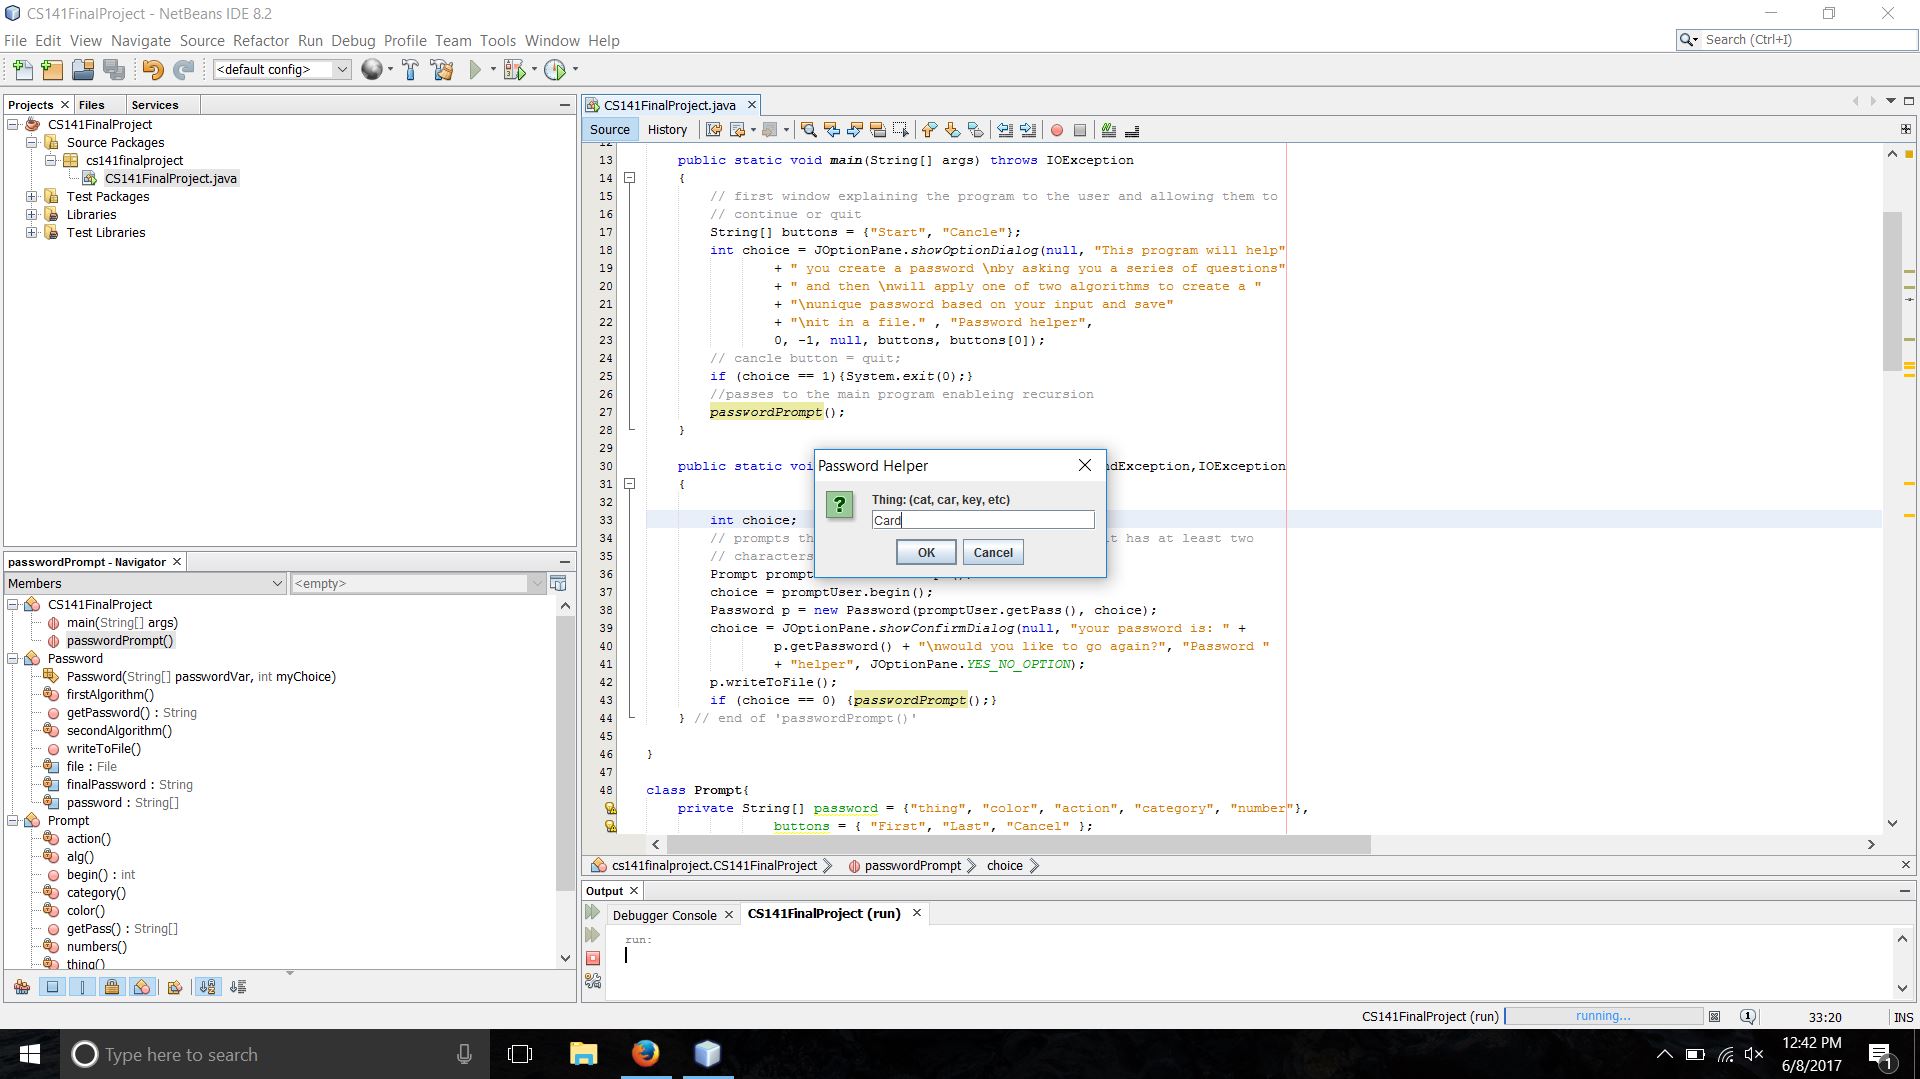 CS141FinalProject - NetBeans IDE 8.2
File Edit View Navigate Source Refactor Run Debug Profile Team Tools Window Help
Search (Ctrl+I)
<default config>
Projects Files Services
CS141FinalProject
Source Packages
cs141finalproject
CS141FinalProject.java
Test Packages
Libraries
Test Libraries
passwordPrompt - Navigator
Members <empty>
CS141FinalProject
main(String[] args)
passwordPrompt()
Password
Password(String[] passwordVar, int myChoice)
firstAlgorithm()
getPassword() : String
secondAlgorithm()
writeToFile()
file : File
finalPassword : String
password : String[]
Prompt
action()
alg()
begin() : int
category()
color()
getPass() : String[]
numbers()
thing()
CS141FinalProject.java
Source History
12
13 public static void main(String[] args) throws IOException
14 {
15 // first window explaining the program to the user and allowing them to
16 // continue or quit
17 String[] buttons = {"Start", "Cancle"};
18 int choice = JOptionPane.showOptionDialog(null, "This program will help"
19 + " you create a password \nby asking you a series of questions"
20 + " and then \nwill apply one of two algorithms to create a "
21 + "\nunique password based on your input and save"
22 + "\nit in a file." , "Password helper",
23 0, -1, null, buttons, buttons[0]);
24 // cancle button = quit;
25 if (choice == 1){System.exit(0);}
26 //passes to the main program enableing recursion
27 passwordPrompt();
28 }
29
30 public static voi ndException,IOException
31 {
32
33 int choice;
34 // prompts th t has at least two
35 // characters
36 Prompt prompt
37 choice = promptUser.begin();
38 Password p = new Password(promptUser.getPass(), choice);
39 choice = JOptionPane.showConfirmDialog(null, "your password is: " +
40 p.getPassword() + "\nwould you like to go again?", "Password "
41 + "helper", JOptionPane.YES_NO_OPTION);
42 p.writeToFile();
43 if (choice == 0) {passwordPrompt();}
44 } // end of 'passwordPrompt()'
45
46 }
47
48 class Prompt{
private String[] password = {"thing", "color", "action", "category", "number"},
buttons = { "First", "Last", "Cancel" };
Password Helper
Thing: (cat, car, key, etc)
Card
OK Cancel
cs141finalproject.CS141FinalProject passwordPrompt choice
Output
Debugger Console CS141FinalProject (run)
run:
CS141FinalProject (run) running... 33:20 INS
Type here to search
12:42 PM
6/8/2017
1